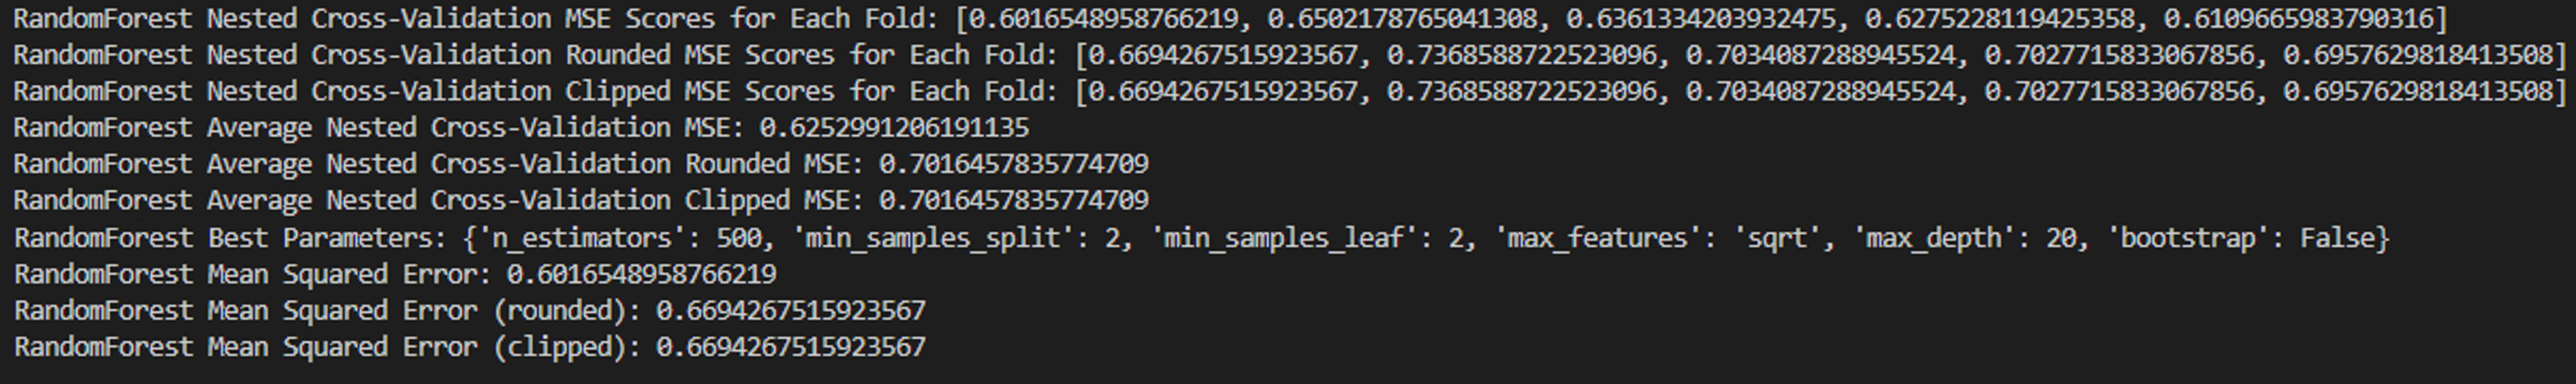 RandomForest Nested Cross-Validation MSE Scores for Each Fold: [0.6016548958766219, 0.6502178765041308, 0.6361334203932475, 0.6275228119425358, 0.6109665983790316]
RandomForest Nested Cross-Validation Rounded MSE Scores for Each Fold: [0.6694267515923567, 0.7368588722523096, 0.7034087288945524, 0.7027715833067856, 0.6957629818413508]
RandomForest Nested Cross-Validation Clipped MSE Scores for Each Fold: [0.6694267515923567, 0.7368588722523096, 0.7034087288945524, 0.7027715833067856, 0.6957629818413508]
RandomForest Average Nested Cross-Validation MSE: 0.6252991206191135
RandomForest Average Nested Cross-Validation Rounded MSE: 0.7016457835774709
RandomForest Average Nested Cross-Validation Clipped MSE: 0.7016457835774709
RandomForest Best Parameters: {'n_estimators': 500, 'min_samples_split': 2, 'min_samples_leaf': 2, 'max_features': 'sqrt', 'max_depth': 20, 'bootstrap': False}
RandomForest Mean Squared Error: 0.6016548958766219
RandomForest Mean Squared Error (rounded): 0.6694267515923567
RandomForest Mean Squared Error (clipped): 0.6694267515923567